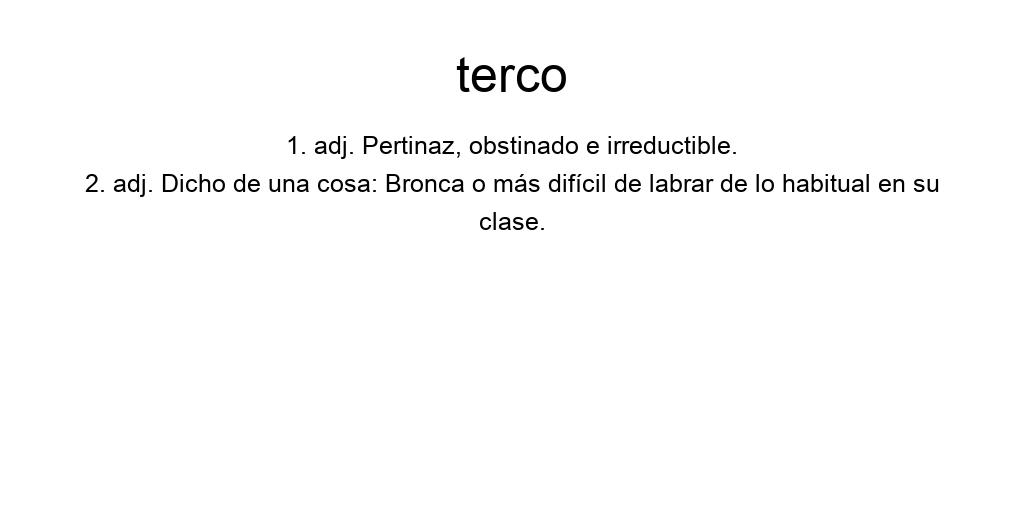 terco
1. adj. Pertinaz, obstinado e irreductible.
2. adj. Dicho de una cosa: Bronca o más difícil de labrar de lo habitual en su
clase.